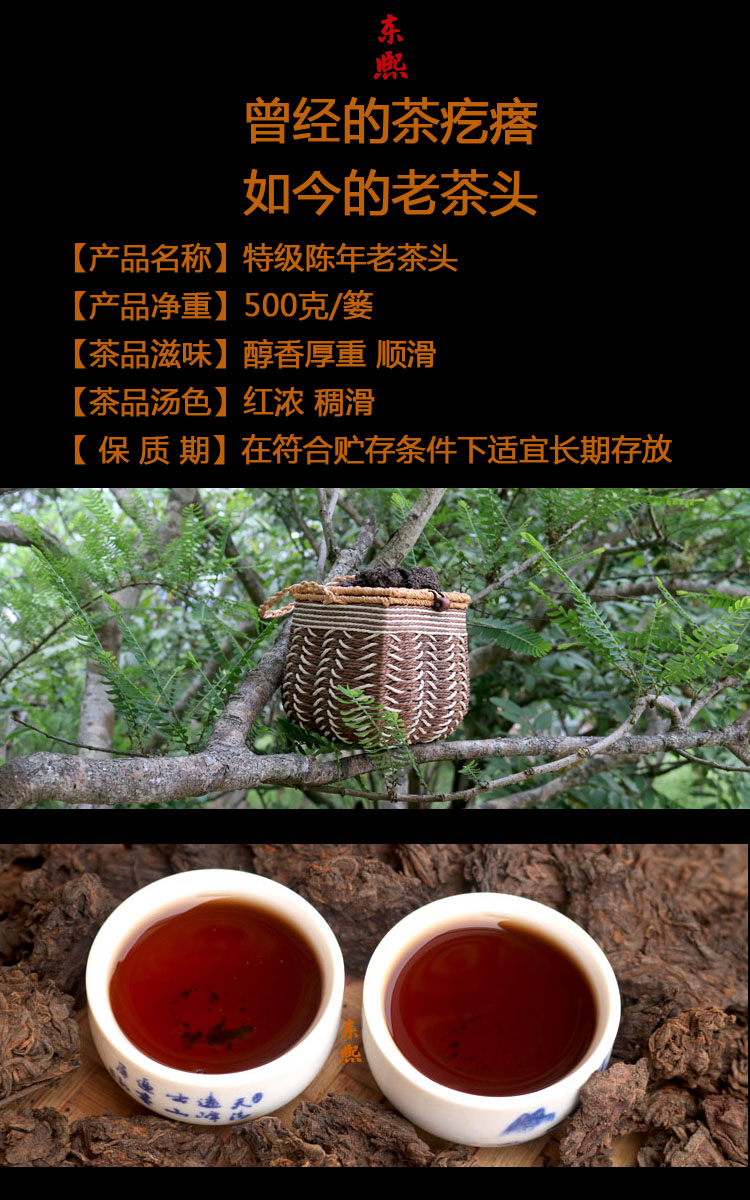 东
熙
曾经的茶疙瘩
如今的老茶头
【产品名称】特级陈年老茶头
【产品净重】500克/篓
【茶品滋味】醇香厚重 顺滑
【茶品汤色】红浓 稠滑
【 保 质 期】在符合贮存条件下适宜长期存放
东
熙